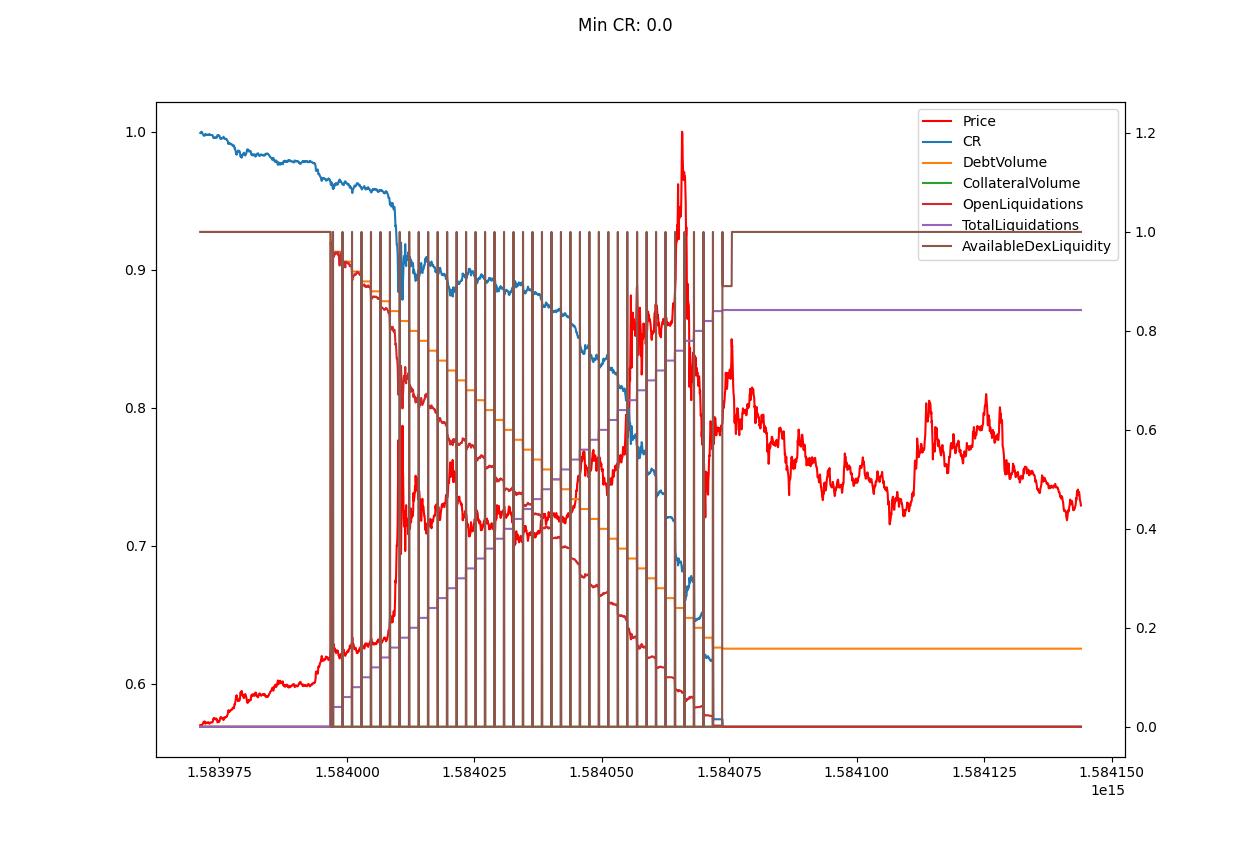 Min CR: 0.0
1.0
0.9
0.8
0.7
0.6
1.2
1.0
0.8
0.6
0.4
0.2
0.0
Price
CR
DebtVolume
CollateralVolume
OpenLiquidations
TotalLiquidations
AvailableDexLiquidity
1.583975 1.584000 1.584025 1.584050 1.584075 1.584100 1.584125 1.584150
1e15